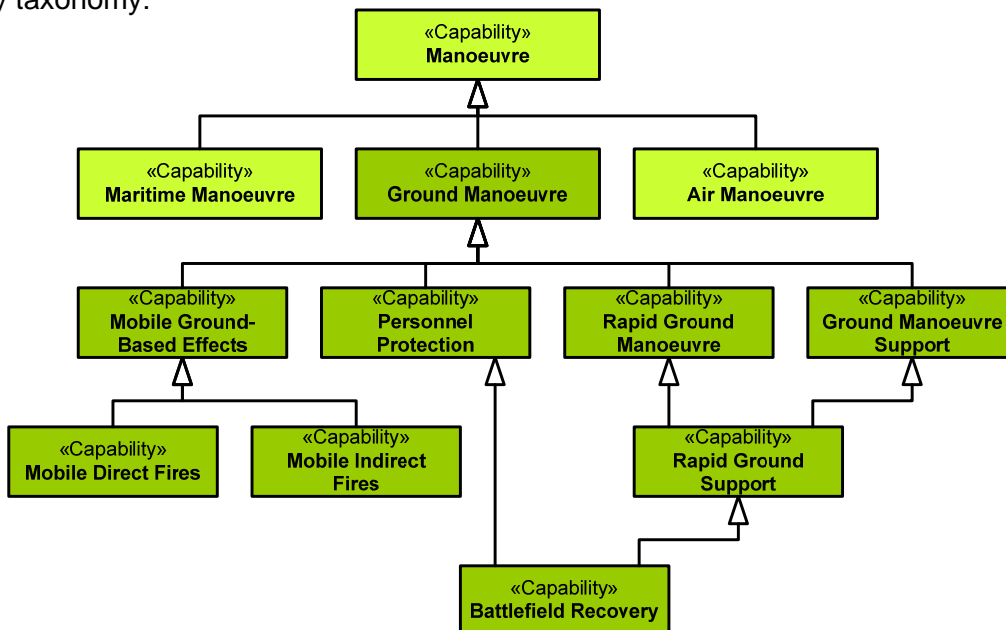 y taxonomy:
«Capability»
Manoeuvre
«Capability»
Maritime Manoeuvre
«Capability»
Ground Manoeuvre
«Capability»
Air Manoeuvre
«Capability»
Mobile Ground-
Based Effects
«Capability»
Personnel
Protection
«Capability»
Rapid Ground
Manoeuvre
«Capability»
Ground Manoeuvre
Support
«Capability»
Mobile Direct Fires
«Capability»
Mobile Indirect
Fires
«Capability»
Rapid Ground
Support
«Capability»
Battlefield Recovery